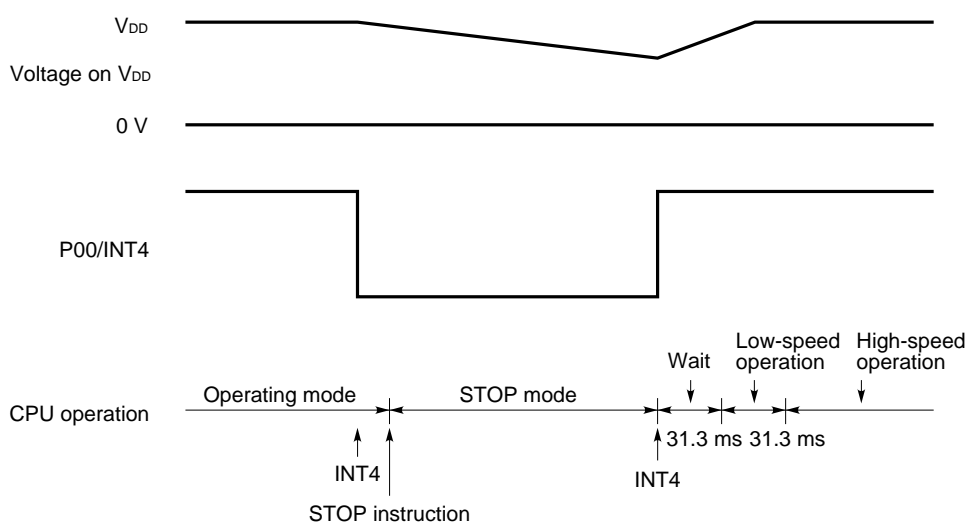 VDD
Voltage on VDD
0 V
P00/INT4
Low-speed
operation
High-speed
operation
Wait
Operating mode
STOP mode
CPU operation
31.3 ms
31.3 ms
INT4
INT4
STOP instruction